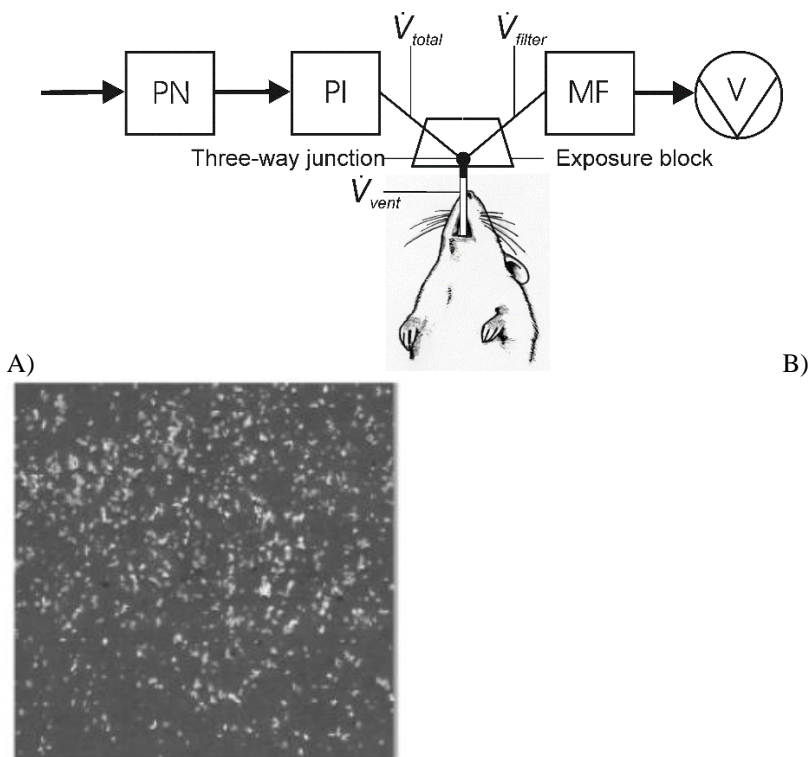 V̇total V̇filter
PN PI MF V
Three-way junction Exposure block
V̇vent
A) B)